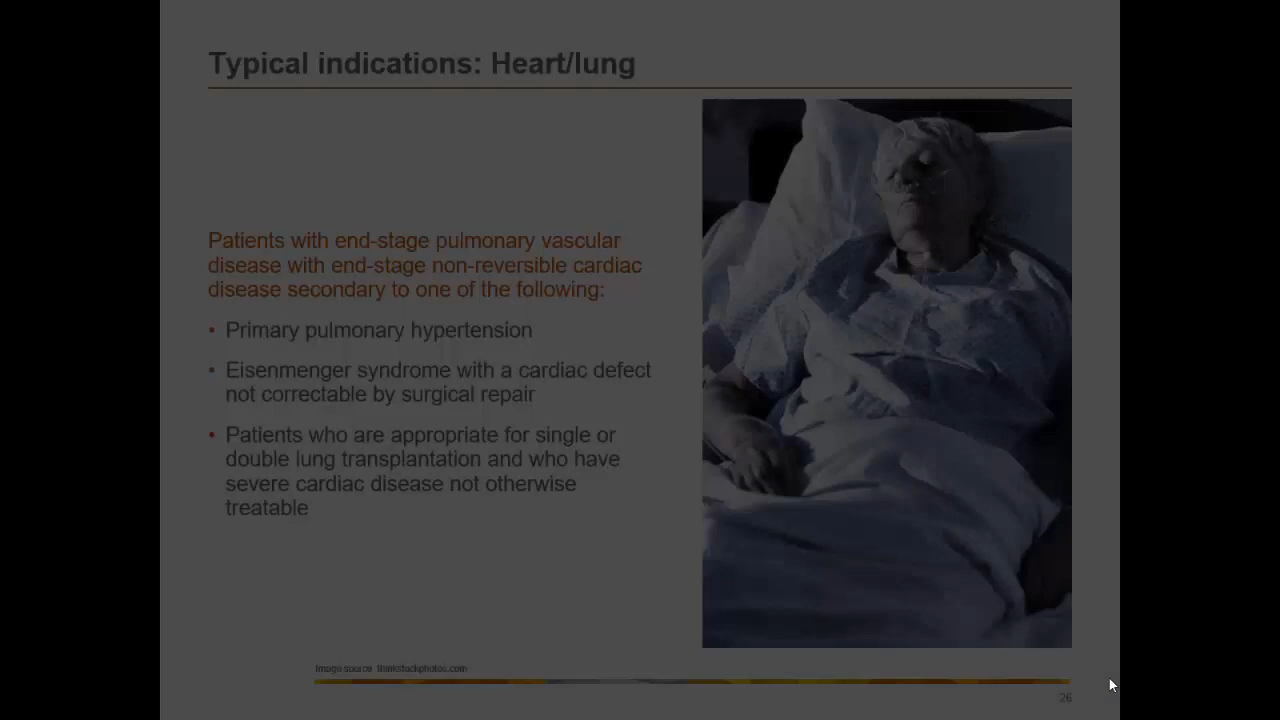 Typical indications: Heart/lung
Patients with end-stage pulmonary vascular
disease with end-stage non-reversible cardiac
disease secondary to one of the following:
• Primary pulmonary hypertension
• Eisenmenger syndrome with a cardiac defect
not correctable by surgical repair
• Patients who are appropriate for single or
double lung transplantation and who have
severe cardiac disease not otherwise
treatable
Image source: thinkstockphotos.com
26